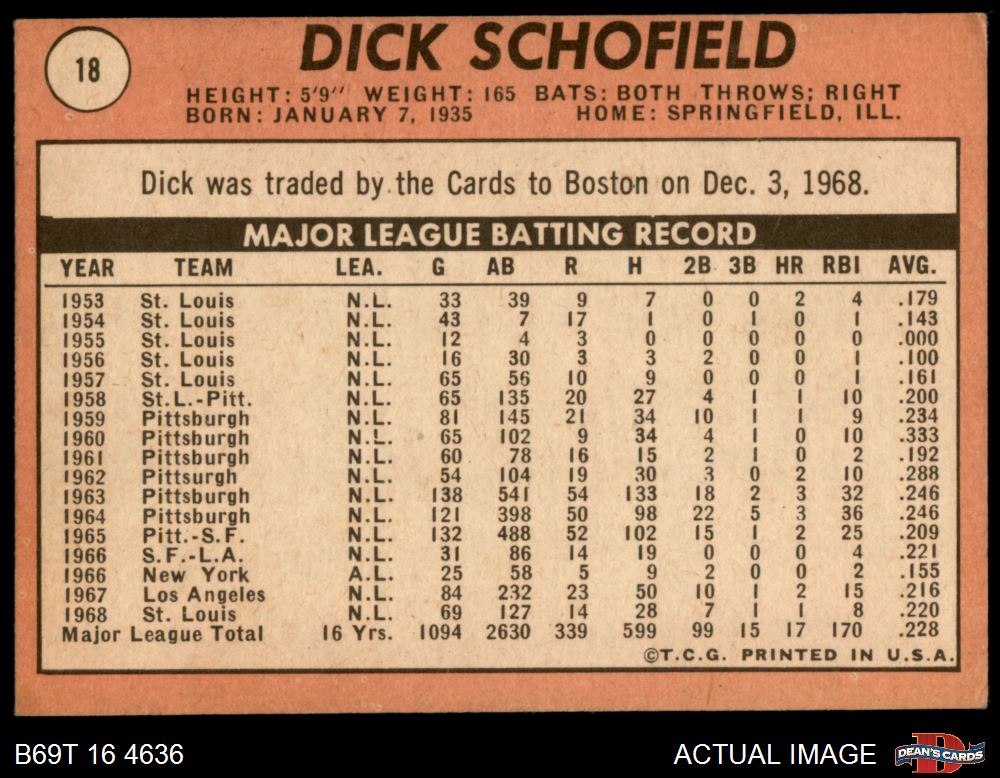 18
DICK SCHOFIELD
HEIGHT: 5'9" WEIGHT: 165 BATS: BOTH THROWS: RIGHT
BORN: JANUARY 7, 1935 HOME: SPRINGFIELD, ILL.
Dick was traded by the Cards to Boston on Dec. 3, 1968.
MAJOR LEAGUE BATTING RECORD
YEAR TEAM LEA. G AB R H 2B 3B HR RBI AVG.
1953 St. Louis N.L. 33 39 9 7 0 0 2 4 .179
1954 St. Louis N.L. 43 7 17 1 0 1 0 1 .143
1955 St. Louis N.L. 12 4 3 0 0 0 0 0 .000
1956 St. Louis N.L. 16 30 3 3 2 0 0 1 .100
1957 St. Louis N.L. 65 56 10 9 0 0 0 1 .161
1958 St.L.-Pitt. N.L. 65 135 20 27 4 1 1 10 .200
1959 Pittsburgh N.L. 81 145 21 34 10 1 1 9 .234
1960 Pittsburgh N.L. 65 102 9 34 4 1 0 10 .333
1961 Pittsburgh N.L. 60 78 16 15 2 1 0 2 .192
1962 Pittsurgh N.L. 54 104 19 30 3 0 2 10 .288
1963 Pittsburgh N.L. 138 541 54 133 18 2 3 32 .246
1964 Pittsburgh N.L. 121 398 50 98 22 5 3 36 .246
1965 Pitt.-S.F. N.L. 132 488 52 102 15 1 2 25 .209
1966 S.F.-L.A. N.L. 31 86 14 19 0 0 0 4 .221
1966 New York A.L. 25 58 5 9 2 0 0 2 .155
1967 Los Angeles N.L. 84 232 23 50 10 1 2 15 .216
1968 St. Louis N.L. 69 127 14 28 7 1 1 8 .220
Major League Total 16 Yrs. 1094 2630 339 599 99 15 17 170 .228
©T.C.G. PRINTED IN U.S.A.
B69T 16 4636 ACTUAL IMAGE
DEAN'S CARDS